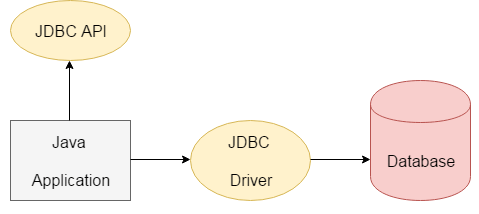 JDBC API
Java
Application
JDBC
Driver
Database